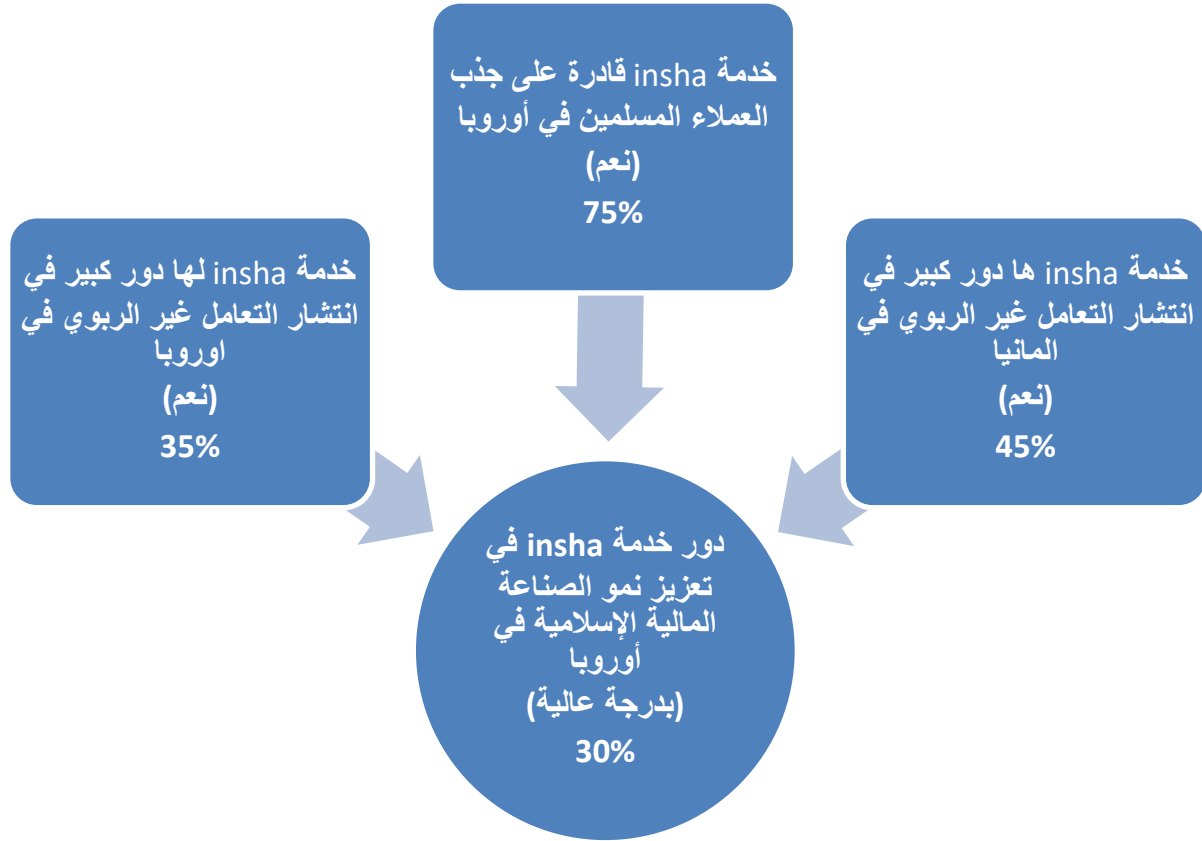 خدمة insha قادرة على جذب
العملاء المسلمين في أوروبا
(نعم)
75%
خدمة insha ها دور كبير في
انتشار التعامل غير الربوي في
المانيا
(نعم)
45%
خدمة insha لها دور كبير في
انتشار التعامل غير الربوي في
اوروبا
(نعم)
35%
دور خدمة insha في
تعزيز نمو الصناعة
المالية الإسلامية في
أوروبا
(بدرجة عالية)
30%